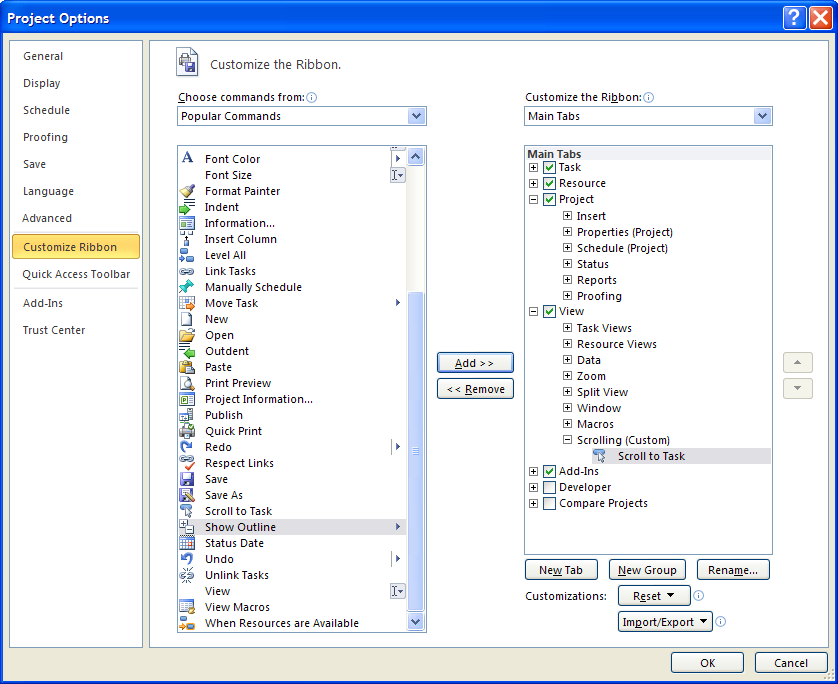 Project Options
General
Display
Schedule
Proofing
Save
Language
Advanced
Customize Ribbon
Quick Access Toolbar
Add-Ins
Trust Center
Customize the Ribbon.
Choose commands from:
Popular Commands
Font Color
Font Size
Format Painter
Indent
Information...
Insert Column
Level All
Link Tasks
Manually Schedule
Move Task
New
Open
Outdent
Paste
Print Preview
Project Information...
Publish
Quick Print
Redo
Respect Links
Save
Save As
Scroll to Task
Show Outline
Status Date
Undo
Unlink Tasks
View
View Macros
When Resources are Available
Add >>
<< Remove
Customize the Ribbon:
Main Tabs
Main Tabs
Task
Resource
Project
Insert
Properties (Project)
Schedule (Project)
Status
Reports
Proofing
View
Task Views
Resource Views
Data
Zoom
Split View
Window
Macros
Scrolling (Custom)
Scroll to Task
Add-Ins
Developer
Compare Projects
New Tab New Group Rename...
Customizations: Reset
Import/Export
OK Cancel